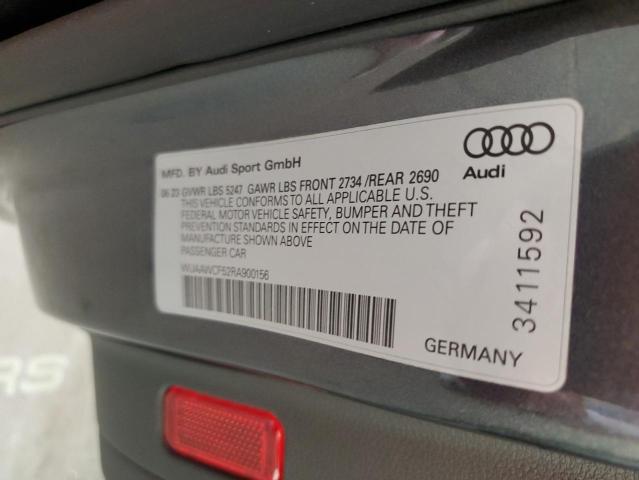 MFD. BY Audi Sport GmbH
06 23 GVWR LBS 5247 GAWR LBS FRONT 2734 /REAR 2690
THIS VEHICLE CONFORMS TO ALL APPLICABLE U.S.
FEDERAL MOTOR VEHICLE SAFETY, BUMPER AND THEFT
PREVENTION STANDARDS IN EFFECT ON THE DATE OF
MANUFACTURE SHOWN ABOVE
PASSENGER CAR
WUAAWCF52RA900156
GERMANY
Audi
3411592
RS